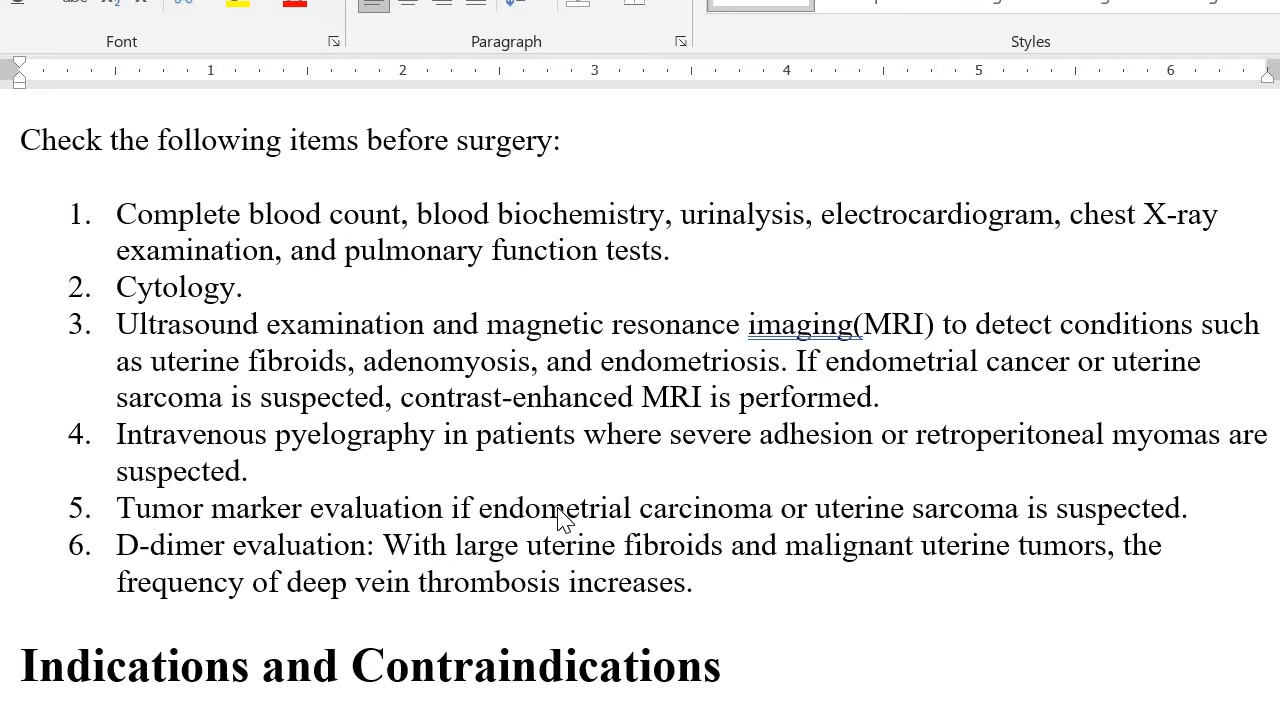 Font Paragraph Styles
1 2 3 4 5 6
Check the following items before surgery:
1. Complete blood count, blood biochemistry, urinalysis, electrocardiogram, chest X-ray
examination, and pulmonary function tests.
2. Cytology.
3. Ultrasound examination and magnetic resonance imaging(MRI) to detect conditions such
as uterine fibroids, adenomyosis, and endometriosis. If endometrial cancer or uterine
sarcoma is suspected, contrast-enhanced MRI is performed.
4. Intravenous pyelography in patients where severe adhesion or retroperitoneal myomas are
suspected.
5. Tumor marker evaluation if endometrial carcinoma or uterine sarcoma is suspected.
6. D-dimer evaluation: With large uterine fibroids and malignant uterine tumors, the
frequency of deep vein thrombosis increases.
Indications and Contraindications